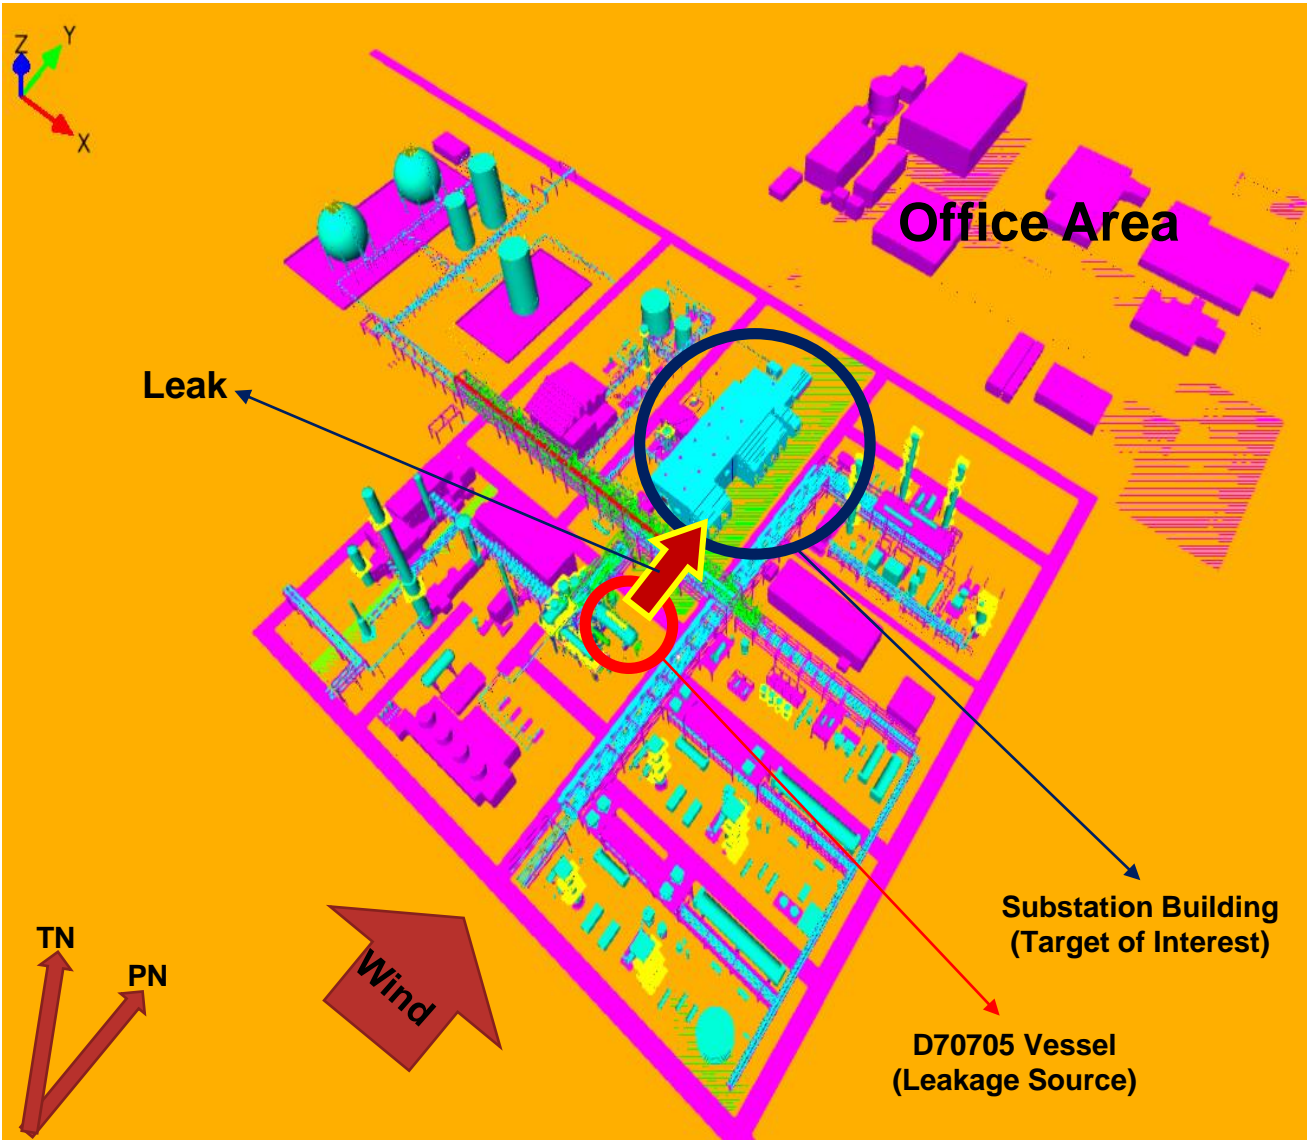 Z
Y
X
Office Area
Leak
Substation Building
(Target of Interest)
TN
PN
Wind
D70705 Vessel
(Leakage Source)